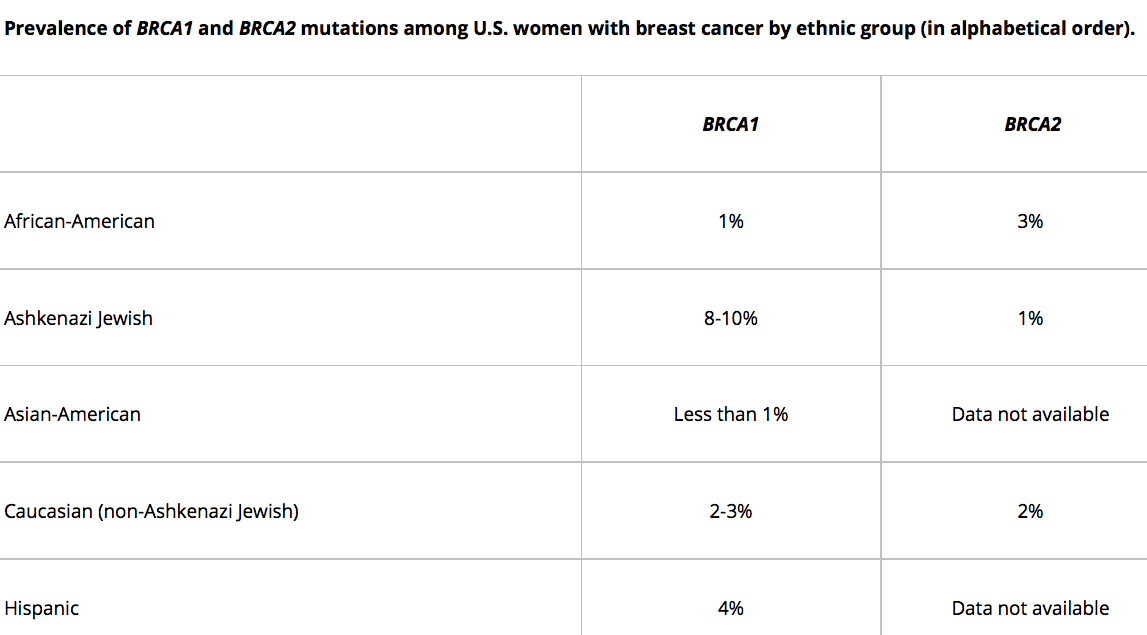 Prevalence of BRCA1 and BRCA2 mutations among U.S. women with breast cancer by ethnic group (in alphabetical order).
BRCA1 BRCA2
African-American 1% 3%
Ashkenazi Jewish 8-10% 1%
Asian-American Less than 1% Data not available
Caucasian (non-Ashkenazi Jewish) 2-3% 2%
Hispanic 4% Data not available